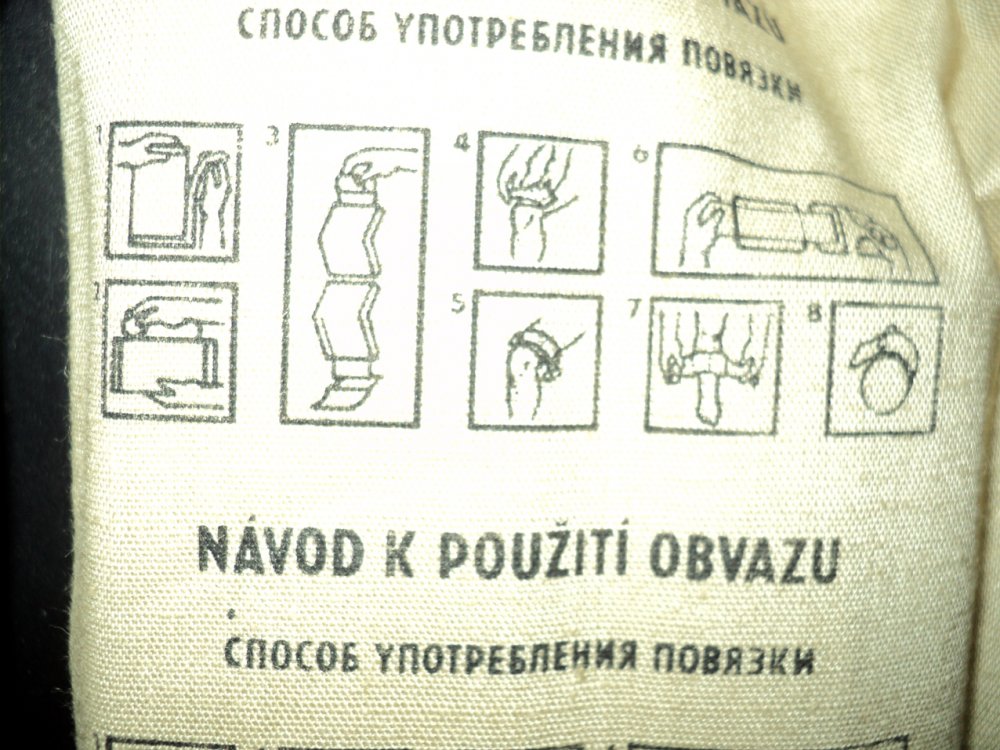 СПОСОБ УПОТРЕБЛЕНИЯ ПОВЯЗКИ
1 3 4 6
2 5 7 8
NÁVOD K POUŽITÍ OBVAZU
СПОСОБ УПОТРЕБЛЕНИЯ ПОВЯЗКИ